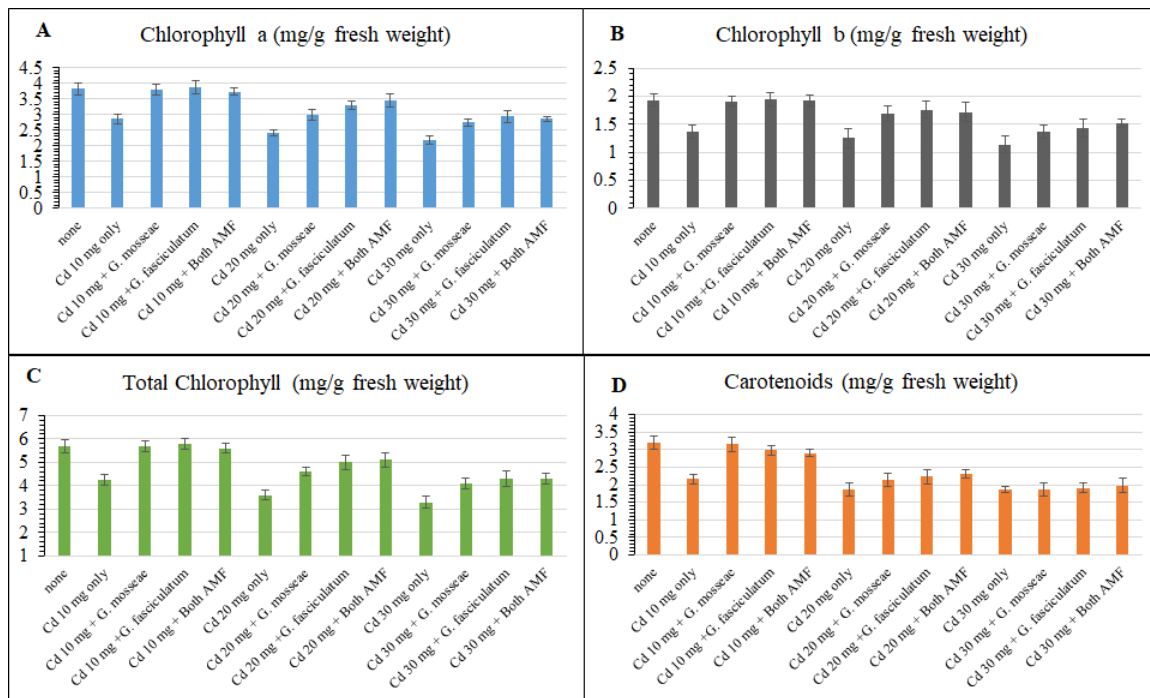 A
Chlorophyll a (mg/g fresh weight)
4.5
4
3.5
3
2.5
2
1.5
1
0.5
0
none
Cd 10 mg only
Cd 10 mg + G. mosseae
Cd 10 mg +G. fasciculatum
Cd 10 mg + Both AMF
Cd 20 mg only
Cd 20 mg + G. mosseae
Cd 20 mg +G. fasciculatum
Cd 20 mg + Both AMF
Cd 30 mg only
Cd 30 mg + G. mosseae
Cd 30 mg + G. fasciculatum
Cd 30 mg + Both AMF
B
Chlorophyll b (mg/g fresh weight)
2.5
2
1.5
1
0.5
0
none
Cd 10 mg only
Cd 10 mg + G. mosseae
Cd 10 mg +G. fasciculatum
Cd 10 mg + Both AMF
Cd 20 mg only
Cd 20 mg + G. mosseae
Cd 20 mg +G. fasciculatum
Cd 20 mg + Both AMF
Cd 30 mg only
Cd 30 mg + G. mosseae
Cd 30 mg + G. fasciculatum
Cd 30 mg + Both AMF
C
Total Chlorophyll (mg/g fresh weight)
7
6
5
4
3
2
1
none
Cd 10 mg only
Cd 10 mg + G. mosseae
Cd 10 mg +G. fasciculatum
Cd 10 mg + Both AMF
Cd 20 mg only
Cd 20 mg + G. mosseae
Cd 20 mg +G. fasciculatum
Cd 20 mg + Both AMF
Cd 30 mg only
Cd 30 mg + G. mosseae
Cd 30 mg + G. fasciculatum
Cd 30 mg + Both AMF
D
Carotenoids (mg/g fresh weight)
4
3.5
3
2.5
2
1.5
1
0.5
0
none
Cd 10 mg only
Cd 10 mg + G. mosseae
Cd 10 mg +G. fasciculatum
Cd 10 mg + Both AMF
Cd 20 mg only
Cd 20 mg + G. mosseae
Cd 20 mg +G. fasciculatum
Cd 20 mg + Both AMF
Cd 30 mg only
Cd 30 mg + G. mosseae
Cd 30 mg + G. fasciculatum
Cd 30 mg + Both AMF